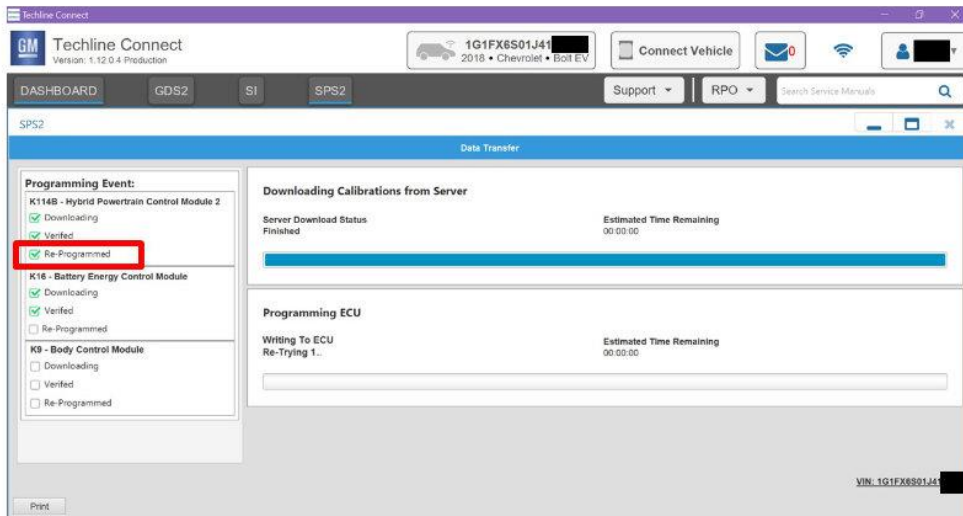 Techline Connect
GM
Techline Connect
Version: 1.12.0.4 Production
1G1FX6S01J41
2018 • Chevrolet • Bolt EV
Connect Vehicle
0
DASHBOARD GDS2 SI SPS2 Support RPO Search Service Manuals
SPS2
Data Transfer
Programming Event:
K114B - Hybrid Powertrain Control Module 2
Downloading
Verifed
Re-Programmed
K16 - Battery Energy Control Module
Downloading
Verifed
Re-Programmed
K9 - Body Control Module
Downloading
Verifed
Re-Programmed
Downloading Calibrations from Server
Server Download Status Estimated Time Remaining
Finished 00:00:00
Programming ECU
Writing To ECU Estimated Time Remaining
Re-Trying 1.. 00:00:00
VIN: 1G1FX6S01J41
Print